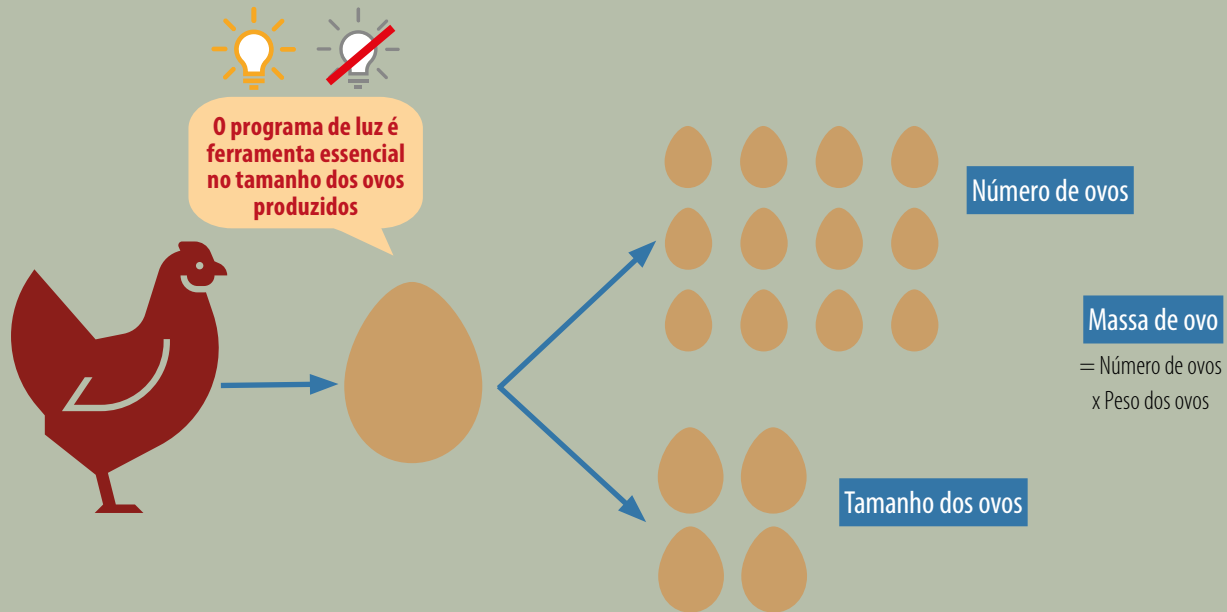 O programa de luz é
ferramenta essencial
no tamanho dos ovos
produzidos
Número de ovos
Massa de ovo
= Número de ovos
x Peso dos ovos
Tamanho dos ovos